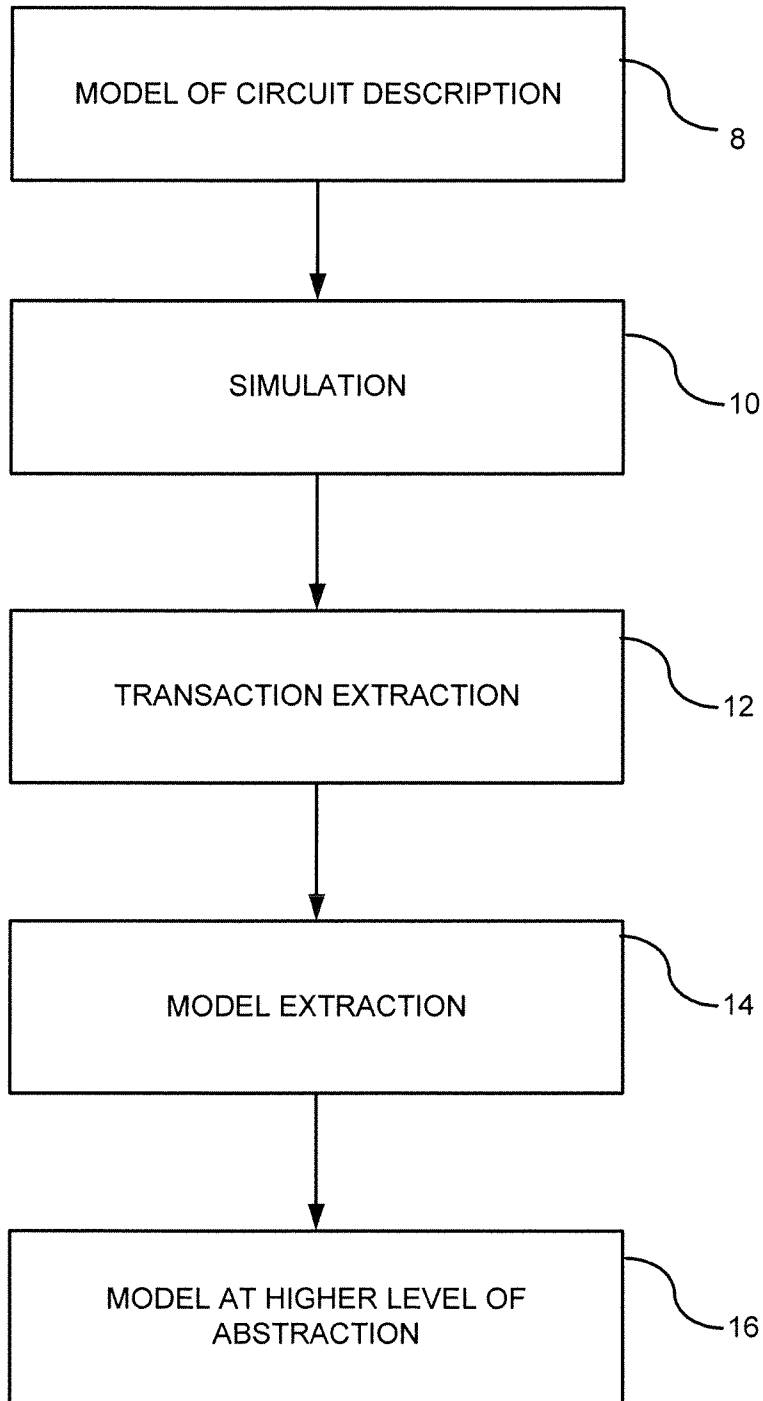 MODEL OF CIRCUIT DESCRIPTION
8
SIMULATION
10
TRANSACTION EXTRACTION
12
MODEL EXTRACTION
14
MODEL AT HIGHER LEVEL OF
ABSTRACTION
16